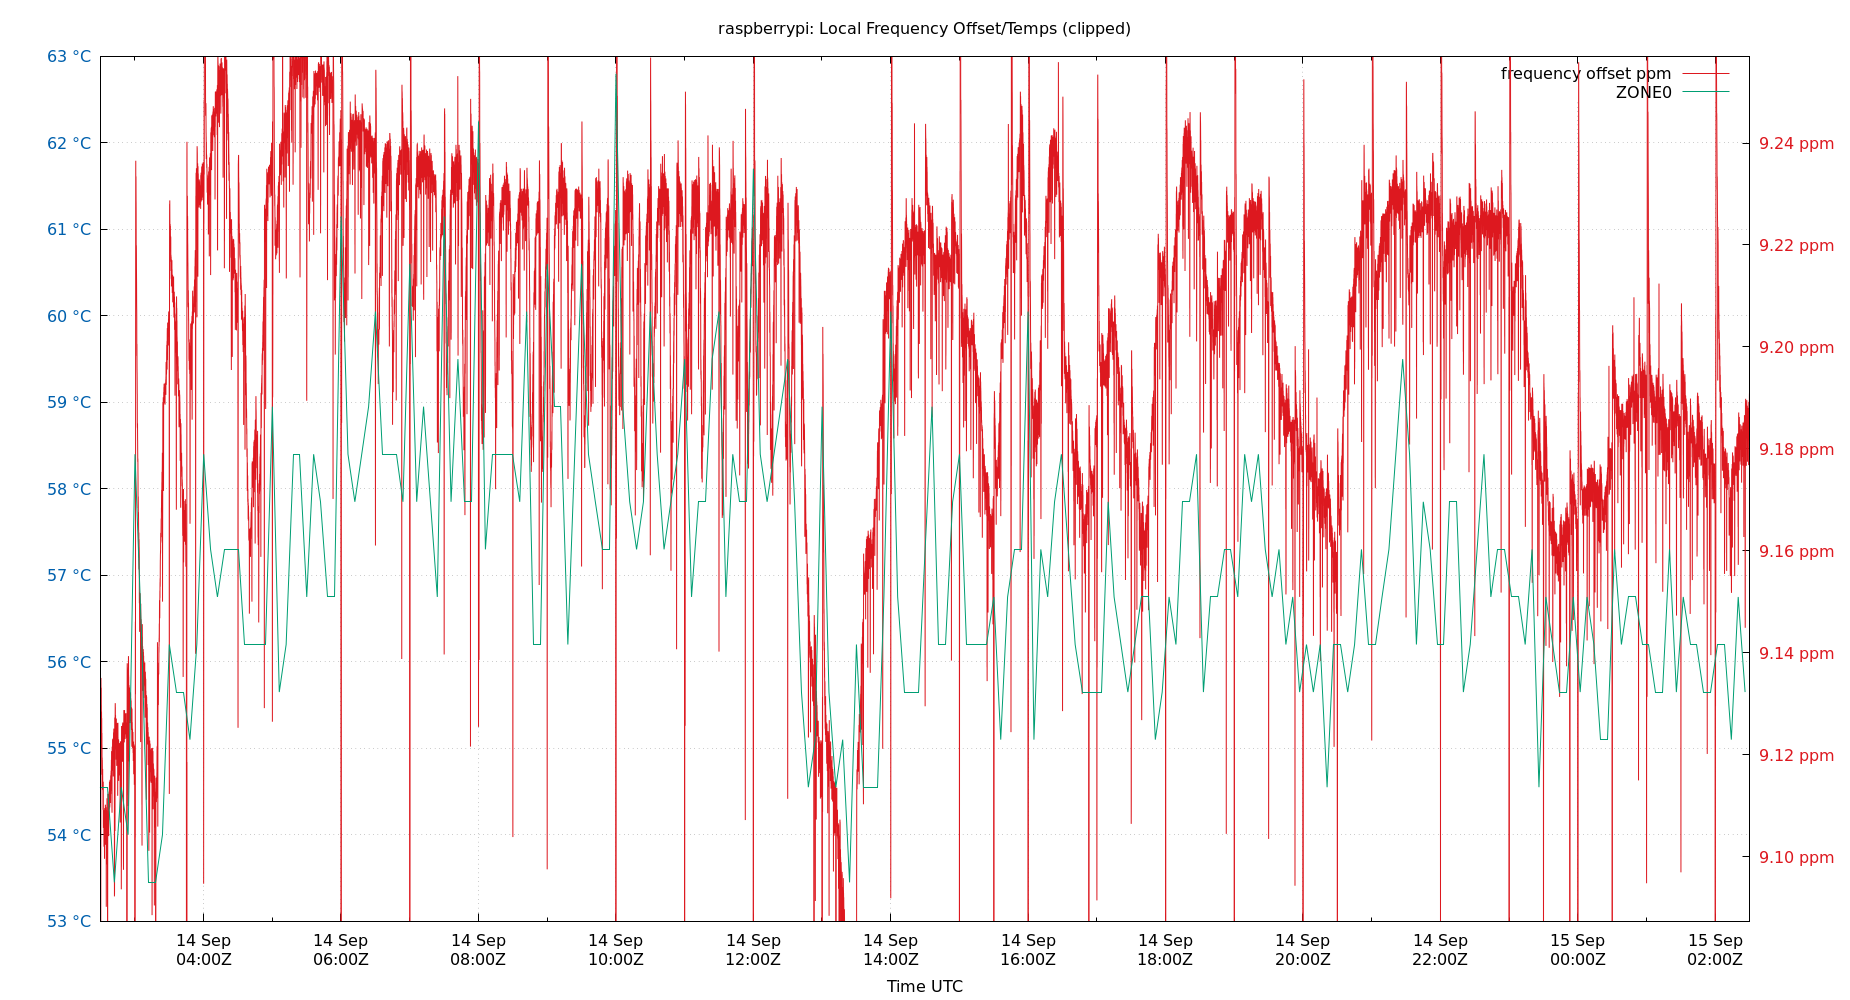 raspberrypi: Local Frequency Offset/Temps (clipped)
frequency offset ppm
ZONE0
63 °C
62 °C
61 °C
60 °C
59 °C
58 °C
57 °C
56 °C
55 °C
54 °C
53 °C
9.24 ppm
9.22 ppm
9.20 ppm
9.18 ppm
9.16 ppm
9.14 ppm
9.12 ppm
9.10 ppm
14 Sep
04:00Z
14 Sep
06:00Z
14 Sep
08:00Z
14 Sep
10:00Z
14 Sep
12:00Z
14 Sep
14:00Z
14 Sep
16:00Z
14 Sep
18:00Z
14 Sep
20:00Z
14 Sep
22:00Z
15 Sep
00:00Z
15 Sep
02:00Z
Time UTC